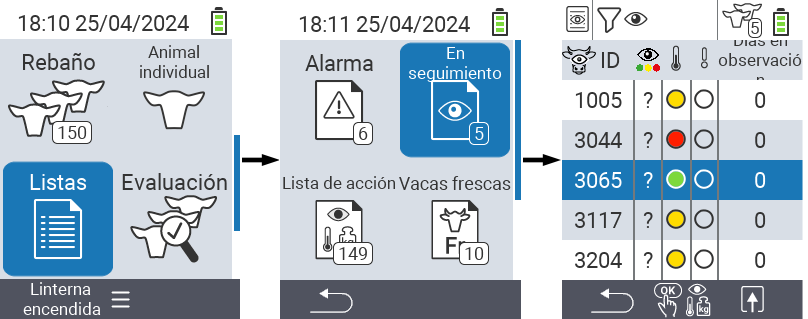 18:10 25/04/2024
Rebaño
150
Animal
individual
Listas
Evaluación
Linterna
encendida
18:11 25/04/2024
Alarma
6
En
seguimiento
5
Lista de acción
kg
149
Vacas frescas
Fr
10
5
ID
Días en
observació
n
1005 ? 0
3044 ? 0
3065 ? 0
3117 ? 0
3204 ? 0
OK
kg